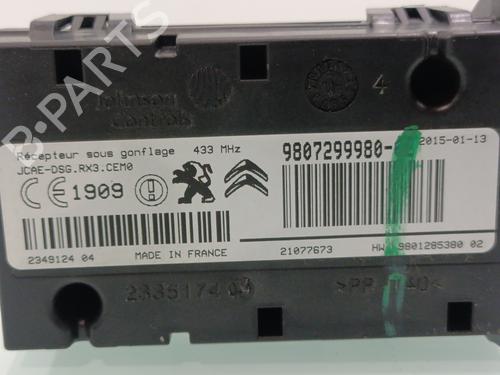 Johnson
Controls
4
Récepteur sous gonflage 433 MHz
JCAE-DSG.RX3.CEM0
9807299980-
2015-01-13
CE 1909
2349124 04
MADE IN FRANCE
21077673
9801285380 02
B-Parts